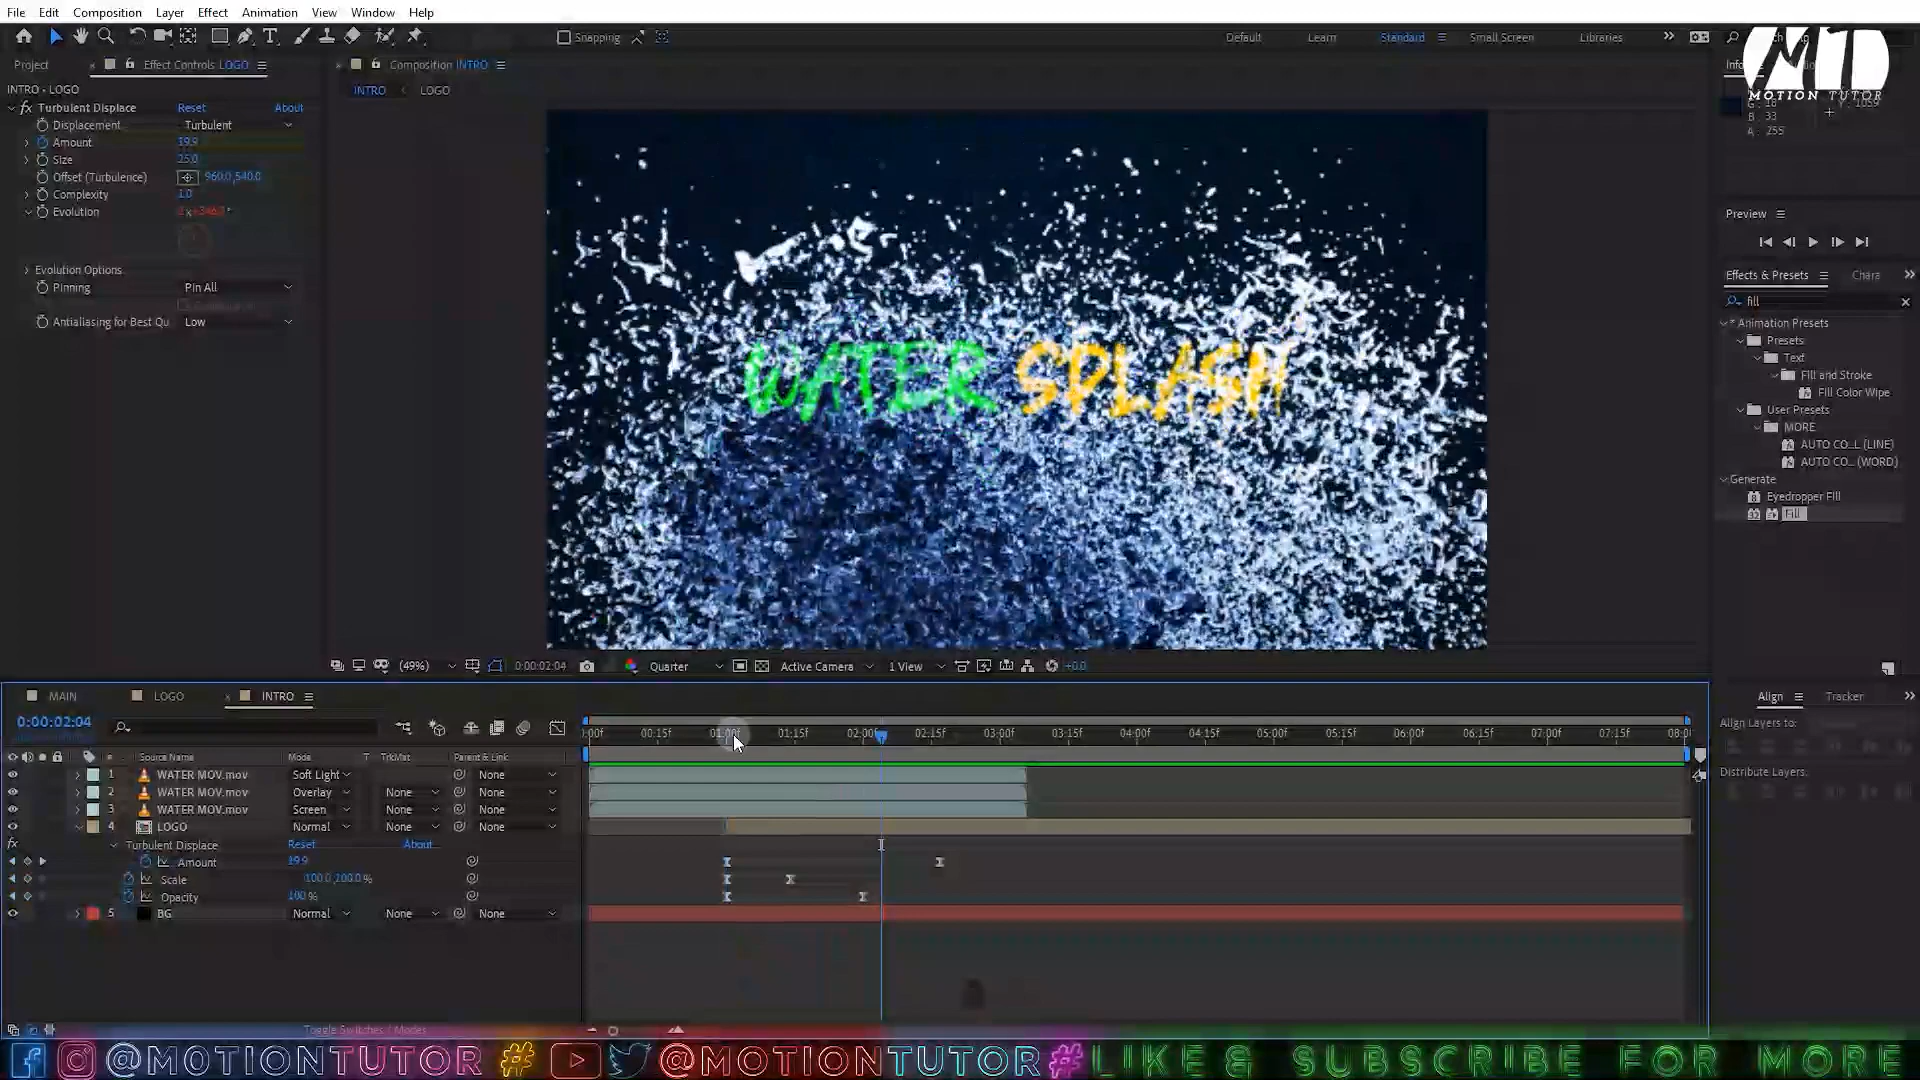 File Edit Composition Layer Effect Animation View Window Help
Snapping
Default Learn Standard Small Screen Libraries
MOTION TUTOR
Project
Effect Controls LOGO
Composition INTRO
INTRO • LOGO
INTRO LOGO
Turbulent Displace Reset About
Displacement Turbulent
Amount 19.9
Size 25.0
Offset (Turbulence) 960.0,540.0
Complexity 1.0
Evolution
Evolution Options
Pinning Pin All
Antialiasing for Best Qu Low
WATER SPLASH
B: 33
A: 255
Preview
Effects & Presets Chara
fill
* Animation Presets
Presets
Text
Fill and Stroke
Fill Color Wipe
User Presets
MORE
AUTO CO...L (LINE)
AUTO CO... (WORD)
Generate
Eyedropper Fill
Fill
(49%) 0:00:02:04 Quarter Active Camera 1 View +0.0
MAIN LOGO INTRO
0:00:02:04
:00f 00:15f 01:00f 01:15f 02:00f 02:15f 03:00f 03:15f 04:00f 04:15f 05:00f 05:15f 06:00f 06:15f 07:00f 07:15f 08:0
# Source Name Mode T TrkMat Parent & Link
1 WATER MOV.mov Soft Light None
2 WATER MOV.mov Overlay None None
3 WATER MOV.mov Screen None None
4 LOGO Normal None None
Turbulent Displace Reset About
Amount 19.9
Scale 100.0,100.0%
Opacity 100%
5 BG Normal None None
Toggle Switches / Modes
Align Tracker
Align Layers to:
Distribute Layers:
@M0TIONTUTOR # @M0TIONTUTOR # LIKE & SUBSCRIBE FOR MORE